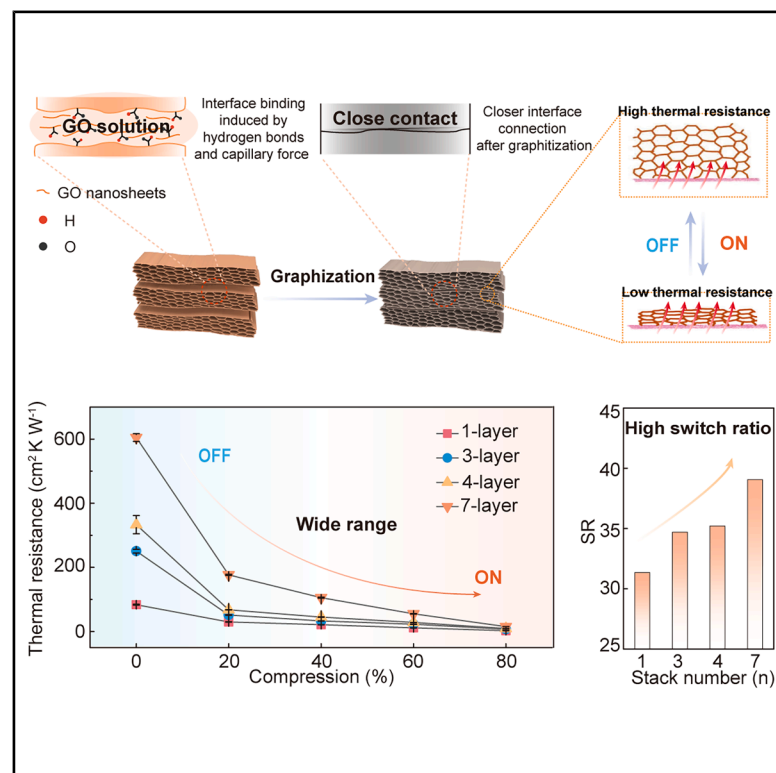 GO solution
Interface binding
induced by
hydrogen bonds
and capillary force
Close contact
Closer interface
connection
after graphitization
High thermal resistance
GO nanosheets
H
O
OFF
ON
Graphization
Low thermal resistance
Thermal resistance (cm² K W⁻¹)
600
400
200
0
OFF
Wide range
ON
1-layer
3-layer
4-layer
7-layer
0
20
40
60
80
Compression (%)
SR
45
40
35
30
25
High switch ratio
1
3
4
7
Stack number (n)